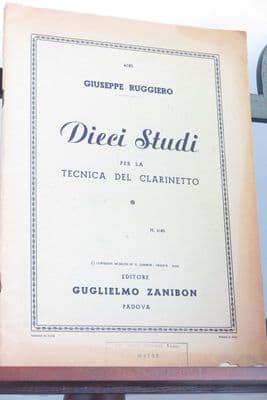 GIUSEPPE RUGGIERO
Dieci Studi
PER LA
TECNICA DEL CLARINETTO
EDITORE
GUGLIELMO ZANIBON
PADOVA